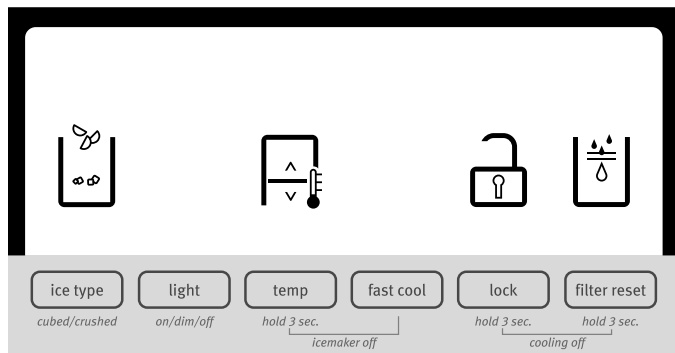 ice type light temp fast cool lock filter reset
cubed/crushed on/dim/off hold 3 sec. hold 3 sec. hold 3 sec.
icemaker off cooling off